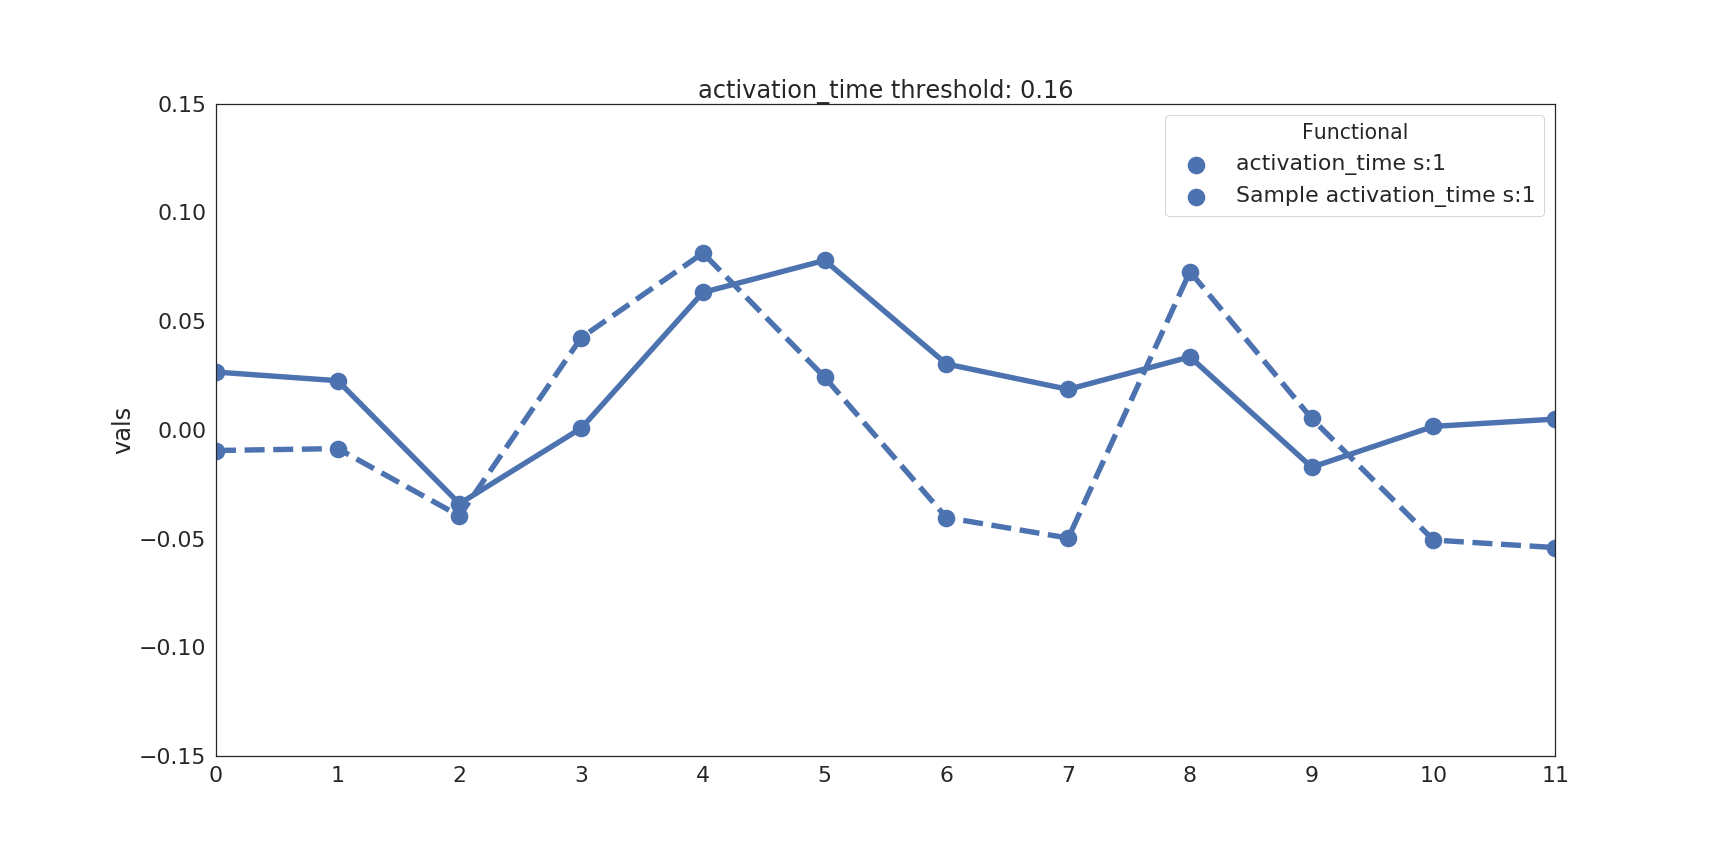 activation_time threshold: 0.16
0.15
0.10
0.05
0.00
−0.05
−0.10
−0.15
vals
Functional
activation_time s:1
Sample activation_time s:1
0 1 2 3 4 5 6 7 8 9 10 11